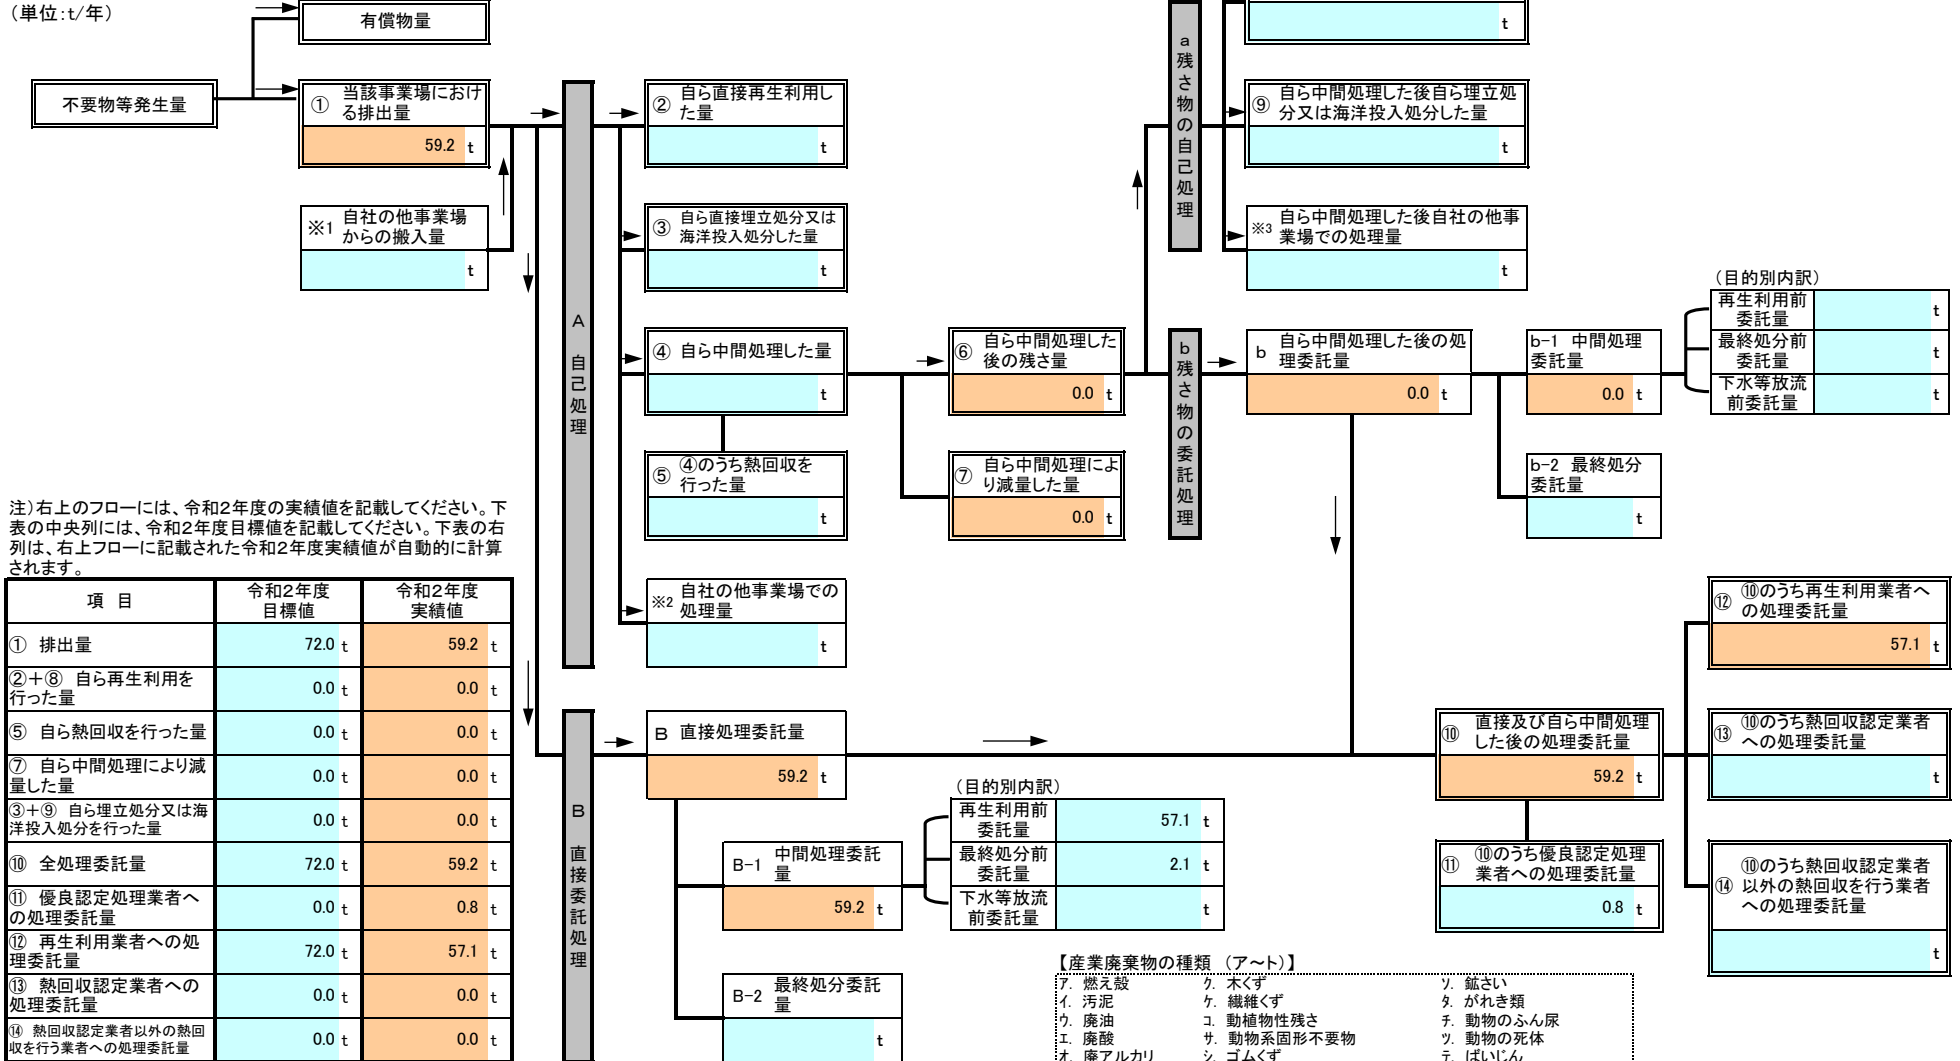 （単位：t/年）
有償物量
不要物等発生量
① 当該事業場におけ
る排出量
59.2 t
※1 自社の他事業場
からの搬入量
t
A 自己処理
② 自ら直接再生利用し
た量
t
③ 自ら直接埋立処分又は
海洋投入処分した量
t
④ 自ら中間処理した量
t
⑤ ④のうち熱回収を
行った量
t
※2 自社の他事業場での
処理量
t
⑥ 自ら中間処理した
後の残さ量
0.0 t
⑦ 自ら中間処理によ
り減量した量
0.0 t
a 残さ物の自己処理
t
⑨ 自ら中間処理した後自ら埋立処
分又は海洋投入処分した量
t
※3 自ら中間処理した後自社の他事
業場での処理量
t
b 残さ物の委託処理
b 自ら中間処理した後の処
理委託量
0.0 t
b-1 中間処理
委託量
0.0 t
b-2 最終処分
委託量
t
（目的別内訳）
再生利用前
委託量
t
最終処分前
委託量
t
下水等放流
前委託量
t
注）右上のフローには、令和2年度の実績値を記載してください。下
表の中央列には、令和2年度目標値を記載してください。下表の右
列は、右上フローに記載された令和2年度実績値が自動的に計算
されます。
項 目 令和2年度
目標値 令和2年度
実績値
① 排出量 72.0 t 59.2 t
②＋⑧ 自ら再生利用を
行った量 0.0 t 0.0 t
⑤ 自ら熱回収を行った量 0.0 t 0.0 t
⑦ 自ら中間処理により減
量した量 0.0 t 0.0 t
③＋⑨ 自ら埋立処分又は海
洋投入処分を行った量 0.0 t 0.0 t
⑩ 全処理委託量 72.0 t 59.2 t
⑪ 優良認定処理業者へ
の処理委託量 0.0 t 0.8 t
⑫ 再生利用業者への処
理委託量 72.0 t 57.1 t
⑬ 熱回収認定業者への
処理委託量 0.0 t 0.0 t
⑭ 熱回収認定業者以外の熱回
収を行う業者への処理委託量 0.0 t 0.0 t
B 直接委託処理
B 直接処理委託量
59.2 t
B-1 中間処理委託
量
59.2 t
B-2 最終処分委託
量
t
（目的別内訳）
再生利用前
委託量
57.1 t
最終処分前
委託量
2.1 t
下水等放流
前委託量
t
⑩ 直接及び自ら中間処理
した後の処理委託量
59.2 t
⑪ ⑩のうち優良認定処理
業者への処理委託量
0.8 t
⑫ ⑩のうち再生利用業者へ
の処理委託量
57.1 t
⑬ ⑩のうち熱回収認定業者
への処理委託量
t
⑭ ⑩のうち熱回収認定業者
以外の熱回収を行う業者
への処理委託量
t
【産業廃棄物の種類 （ア～ト）】
ア. 燃え殻 ク. 木くず ソ. 鉱さい
イ. 汚泥 ケ. 繊維くず タ. がれき類
ウ. 廃油 コ. 動植物性残さ チ. 動物のふん尿
エ. 廃酸 サ. 動物系固形不要物 ツ. 動物の死体
オ. 廃アルカリ シ. ゴムくず テ. ばいじん